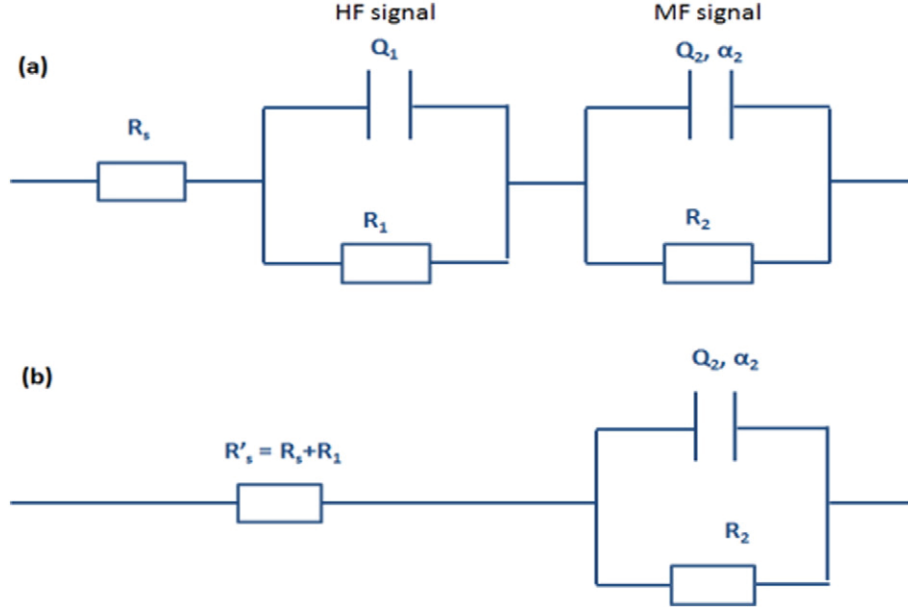 HF signal MF signal
(a) Q₁ Q₂, α₂
Rₛ
R₁ R₂
(b) Q₂, α₂
R'ₛ = Rₛ+R₁
R₂